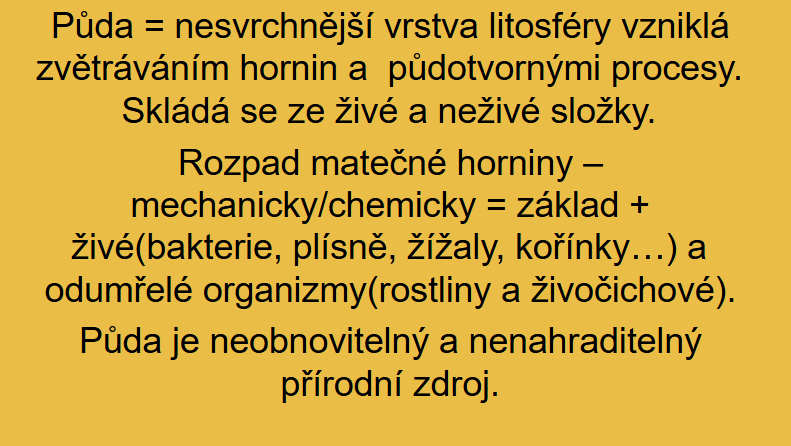 Půda = nesvrchnější vrstva litosféry vzniklá
zvětráváním hornin a  půdotvornými procesy.
Skládá se ze živé a neživé složky.
Rozpad matečné horniny –
mechanicky/chemicky = základ +
živé(bakterie, plísně, žížaly, kořínky…) a
odumřelé organizmy(rostliny a živočichové).
Půda je neobnovitelný a nenahraditelný
přírodní zdroj.